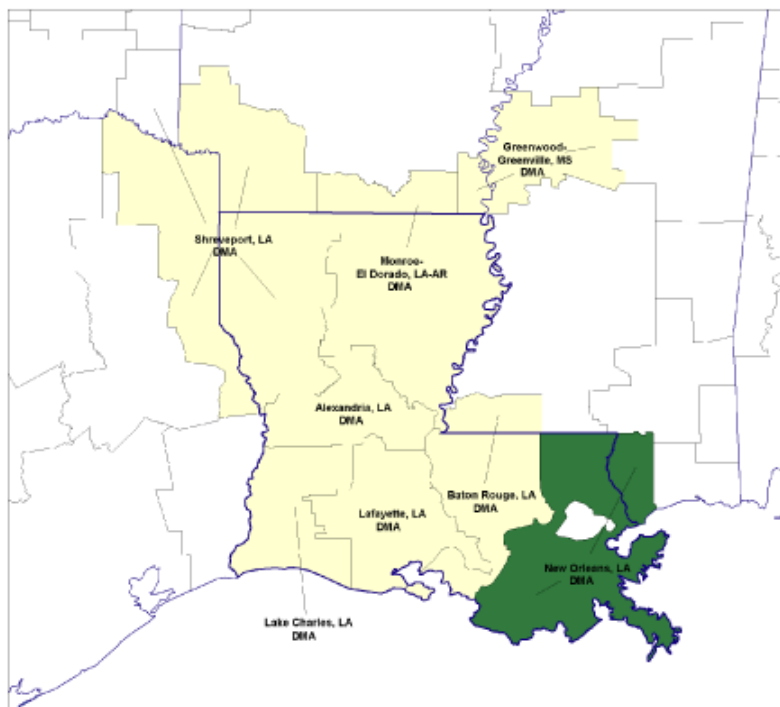 Greenwood-
Greenville, MS
DMA
Shreveport, LA
DMA
Monroe-
El Dorado, LA-AR
DMA
Alexandria, LA
DMA
Baton Rouge, LA
DMA
Lafayette, LA
DMA
New Orleans, LA
DMA
Lake Charles, LA
DMA